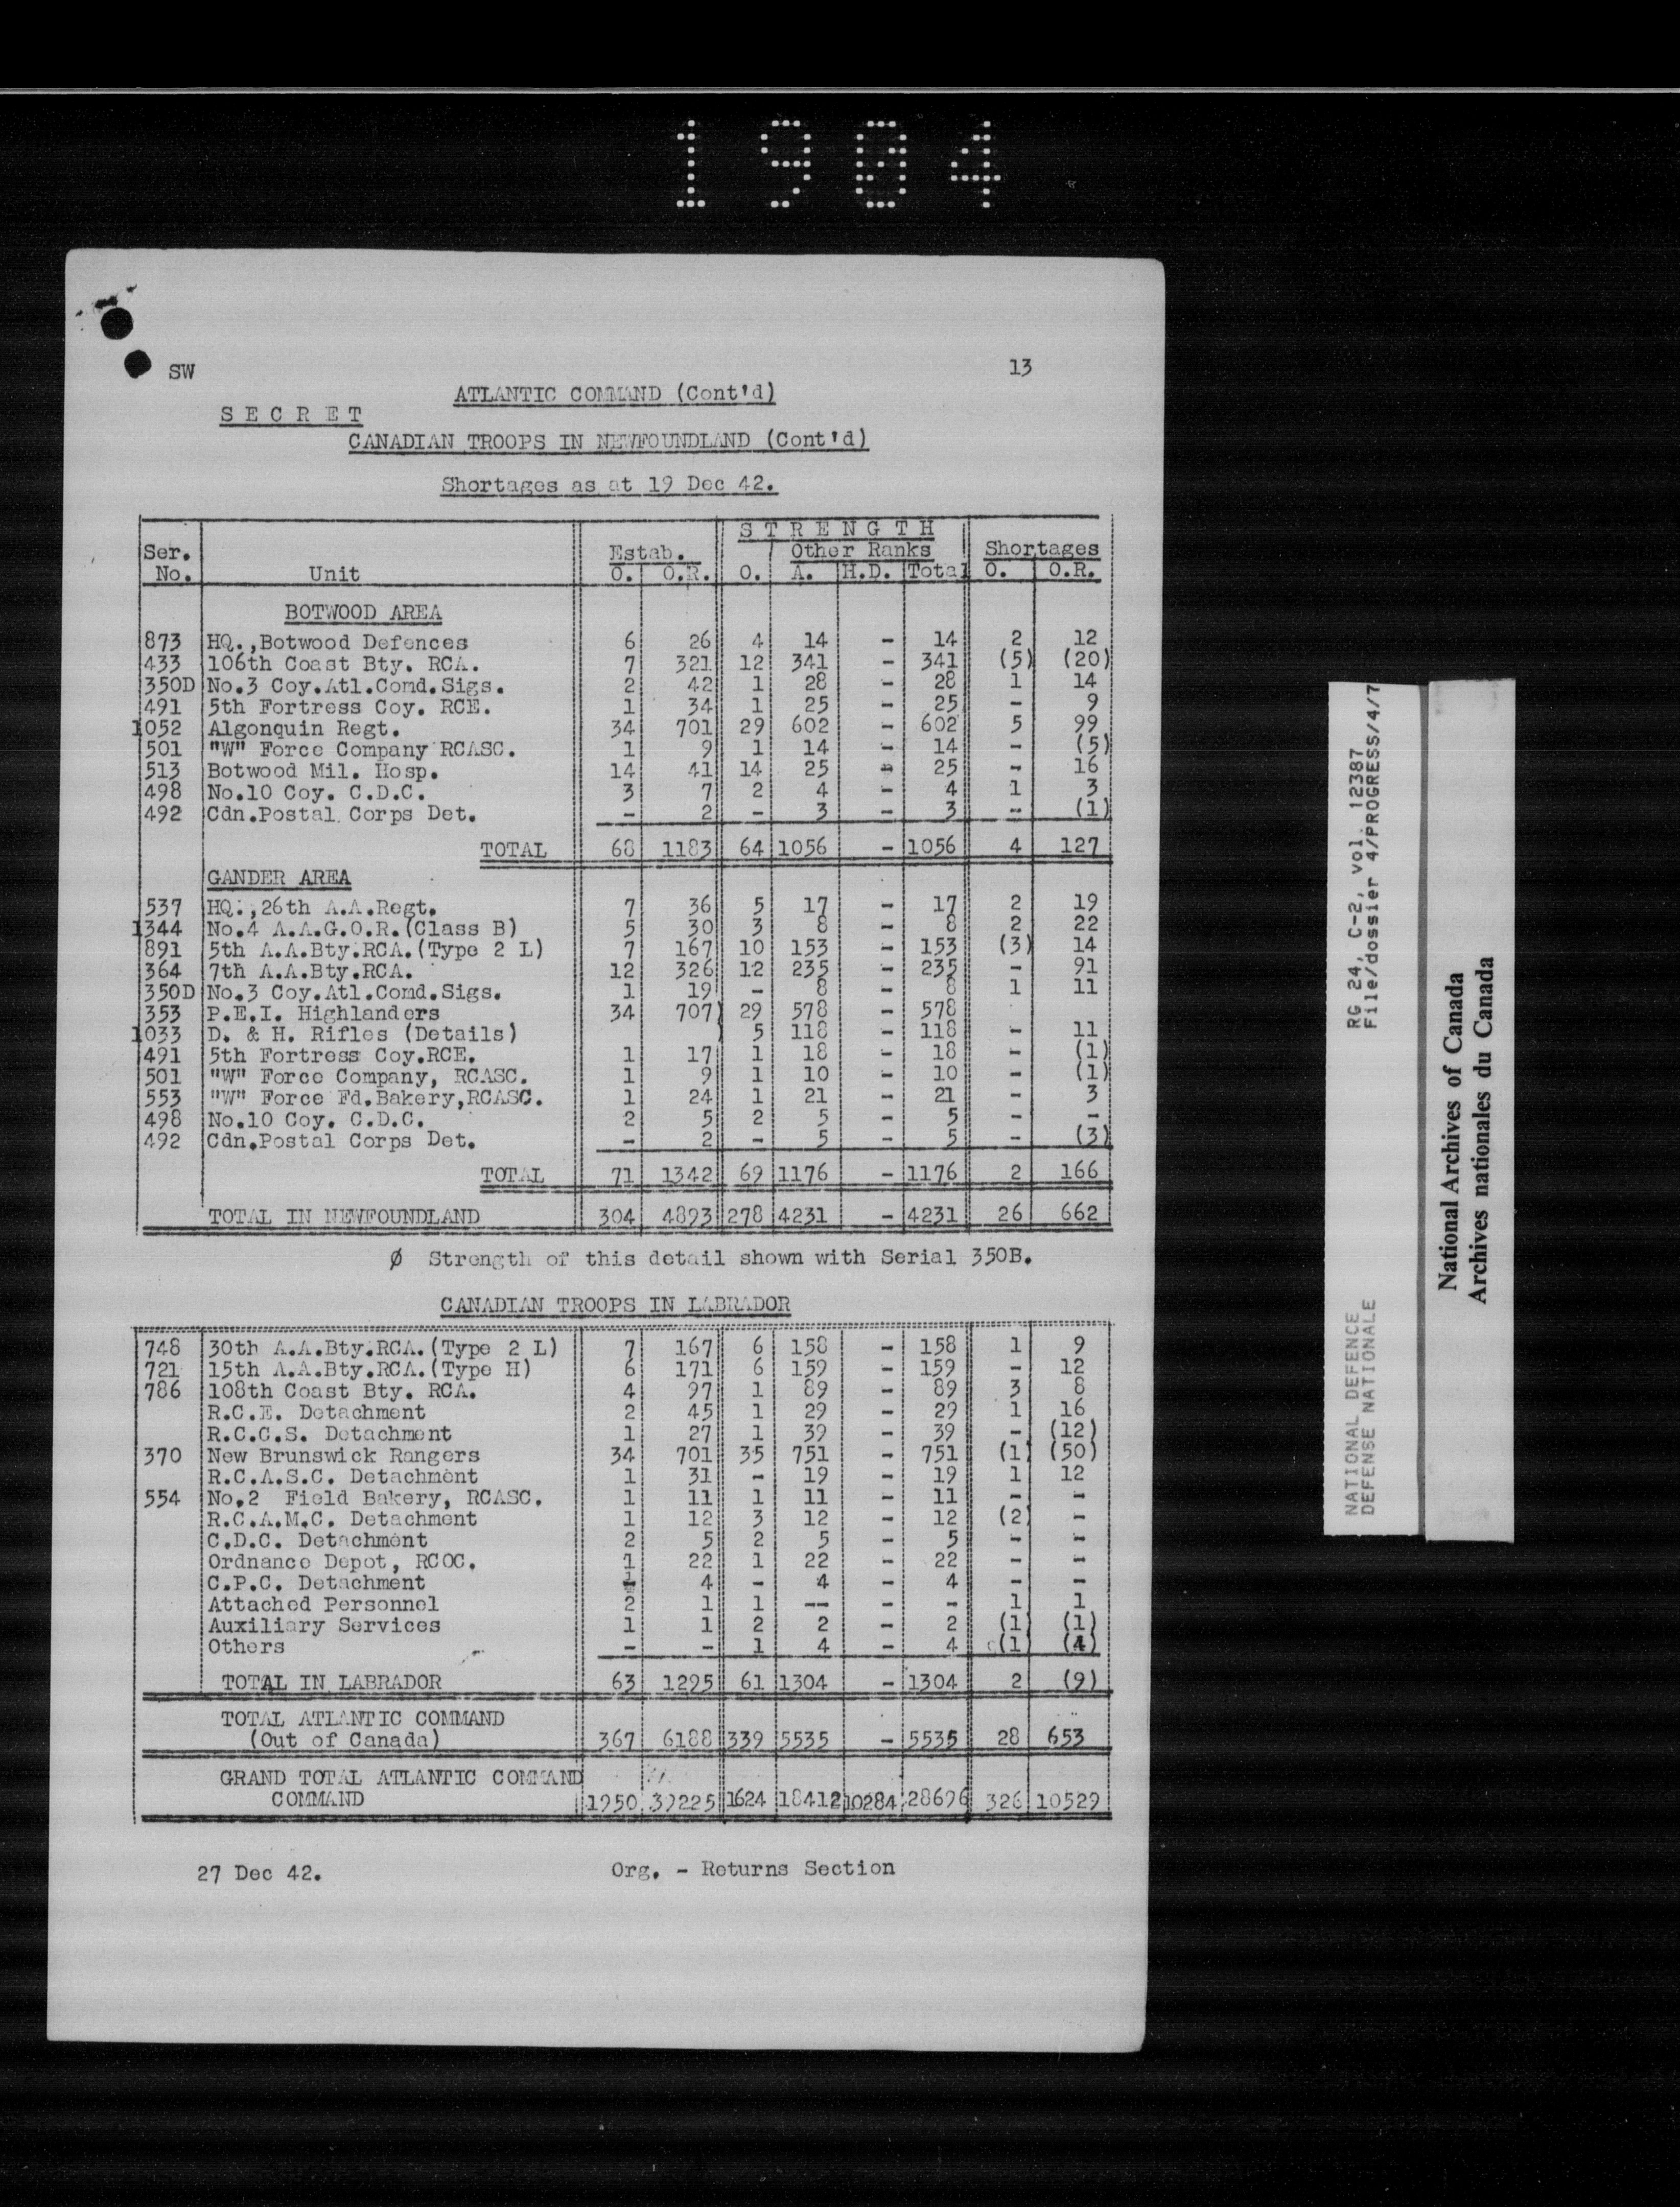 1904
SW 13
ATLANTIC COMMAND (Cont'd)
S E C R E T
CANADIAN TROOPS IN NEWFOUNDLAND (Cont'd)
Shortages as at 19 Dec 42.
S T R E N G T H
Ser. Estab. Other Ranks Shortages
No. Unit O. O.R. O. A. H.D. Total O. O.R.
BOTWOOD AREA
873 HQ.,Botwood Defences 6 26 4 14 - 14 2 12
433 106th Coast Bty. RCA. 7 321 12 341 - 341 (5) (20)
350D No.3 Coy.Atl.Comd.Sigs. 2 42 1 28 - 28 1 14
491 5th Fortress Coy. RCE. 1 34 1 25 - 25 - 9
1052 Algonquin Regt. 34 701 29 602 - 602 5 99
501 "W" Force Company RCASC. 1 9 1 14 - 14 - (5)
513 Botwood Mil. Hosp. 14 41 14 25 - 25 - 16
498 No.10 Coy. C.D.C. 3 7 2 4 - 4 1 3
492 Cdn.Postal Corps Det. - 2 - 3 - 3 - (1)
TOTAL 68 1183 64 1056 - 1056 4 127
GANDER AREA
537 HQ.,26th A.A.Regt. 7 36 5 17 - 17 2 19
1344 No.4 A.A.G.O.R.(Class B) 5 30 3 8 - 8 2 22
891 5th A.A.Bty.RCA.(Type 2 L) 7 167 10 153 - 153 (3) 14
364 7th A.A.Bty.RCA. 12 326 12 235 - 235 - 91
350D No.3 Coy.Atl.Comd.Sigs. 1 19 - 8 - 8 1 11
353 P.E.I. Highlanders 34 707) 29 578 - 578
1033 D. & H. Rifles (Details) ) 5 118 - 118 - 11
491 5th Fortress Coy.RCE. 1 17 1 18 - 18 - (1)
501 "W" Force Company, RCASC. 1 9 1 10 - 10 - (1)
553 "W" Force Fd.Bakery,RCASC. 1 24 1 21 - 21 - 3
498 No.10 Coy. C.D.C. 2 5 2 5 - 5 - -
492 Cdn.Postal Corps Det. - 2 - 5 - 5 - (3)
TOTAL 71 1342 69 1176 - 1176 2 166
TOTAL IN NEWFOUNDLAND 304 4893 278 4231 - 4231 26 662
ø Strength of this detail shown with Serial 350B.
CANADIAN TROOPS IN LABRADOR
748 30th A.A.Bty.RCA.(Type 2 L) 7 167 6 158 - 158 1 9
721 15th A.A.Bty.RCA.(Type H) 6 171 6 159 - 159 - 12
786 108th Coast Bty. RCA. 4 97 1 89 - 89 3 8
R.C.E. Detachment 2 45 1 29 - 29 1 16
R.C.C.S. Detachment 1 27 1 39 - 39 - (12)
370 New Brunswick Rangers 34 701 35 751 - 751 (1) (50)
R.C.A.S.C. Detachment 1 31 - 19 - 19 1 12
554 No.2 Field Bakery, RCASC. 1 11 1 11 - 11 - -
R.C.A.M.C. Detachment 1 12 3 12 - 12 (2) -
C.D.C. Detachment 2 5 2 5 - 5 - -
Ordnance Depot, RCOC. 1 22 1 22 - 22 - -
C.P.C. Detachment - 4 - 4 - 4 - -
Attached Personnel 2 1 1 -- - - 1 1
Auxiliary Services 1 1 2 2 - 2 (1) (1)
Others - - 1 4 - 4 (1) (4)
TOTAL IN LABRADOR 63 1295 61 1304 - 1304 2 (9)
TOTAL ATLANTIC COMMAND
(Out of Canada) 367 6188 339 5535 - 5535 28 653
GRAND TOTAL ATLANTIC COMMAND
COMMAND 1950 39225 1624 18412 10284 28696 326 10529
27 Dec 42. Org. - Returns Section
NATIONAL DEFENCE RG 24, C-2, vol. 12387
DEFENSE NATIONALE File/dossier 4/PROGRESS/4/7
National Archives of Canada
Archives nationales du Canada